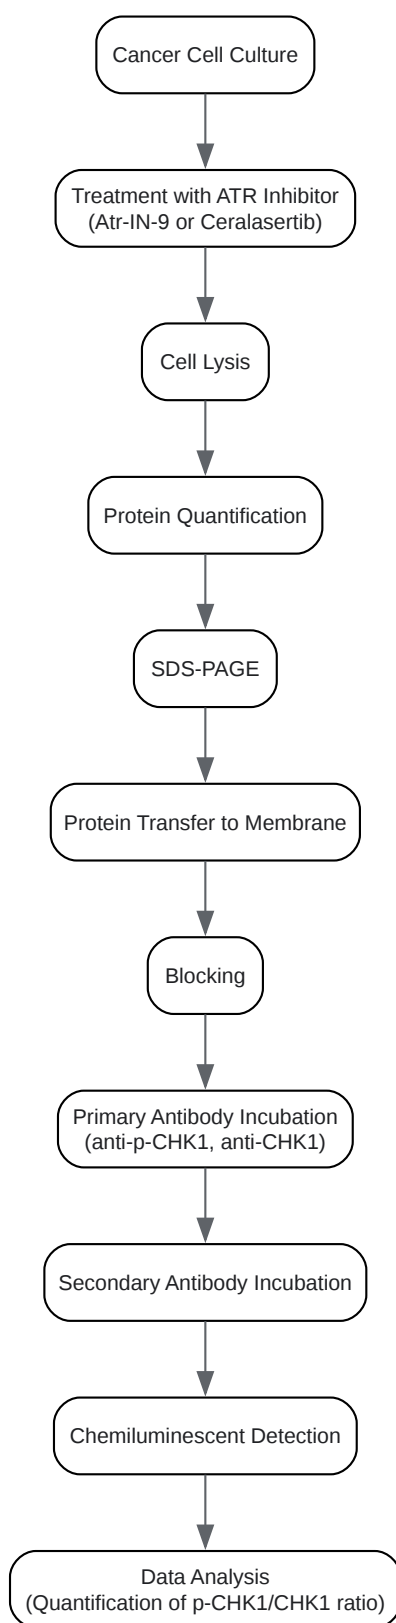 Cancer Cell Culture
Treatment with ATR Inhibitor
(Atr-IN-9 or Ceralasertib)
Cell Lysis
Protein Quantification
SDS-PAGE
Protein Transfer to Membrane
Blocking
Primary Antibody Incubation
(anti-p-CHK1, anti-CHK1)
Secondary Antibody Incubation
Chemiluminescent Detection
Data Analysis
(Quantification of p-CHK1/CHK1 ratio)